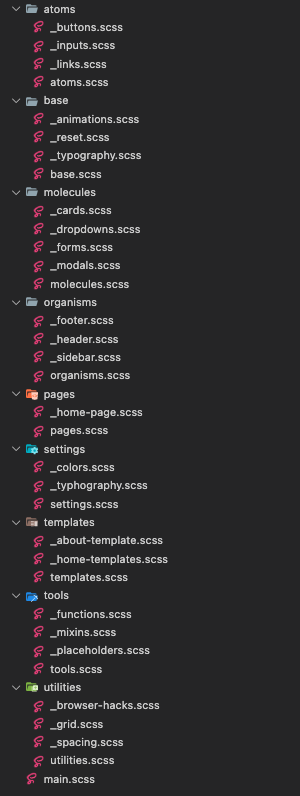 atoms
_buttons.scss
_inputs.scss
_links.scss
atoms.scss
base
_animations.scss
_reset.scss
_typography.scss
base.scss
molecules
_cards.scss
_dropdowns.scss
_forms.scss
_modals.scss
molecules.scss
organisms
_footer.scss
_header.scss
_sidebar.scss
organisms.scss
pages
_home-page.scss
pages.scss
settings
_colors.scss
_typhography.scss
settings.scss
templates
_about-template.scss
_home-templates.scss
templates.scss
tools
_functions.scss
_mixins.scss
_placeholders.scss
tools.scss
utilities
_browser-hacks.scss
_grid.scss
_spacing.scss
utilities.scss
main.scss